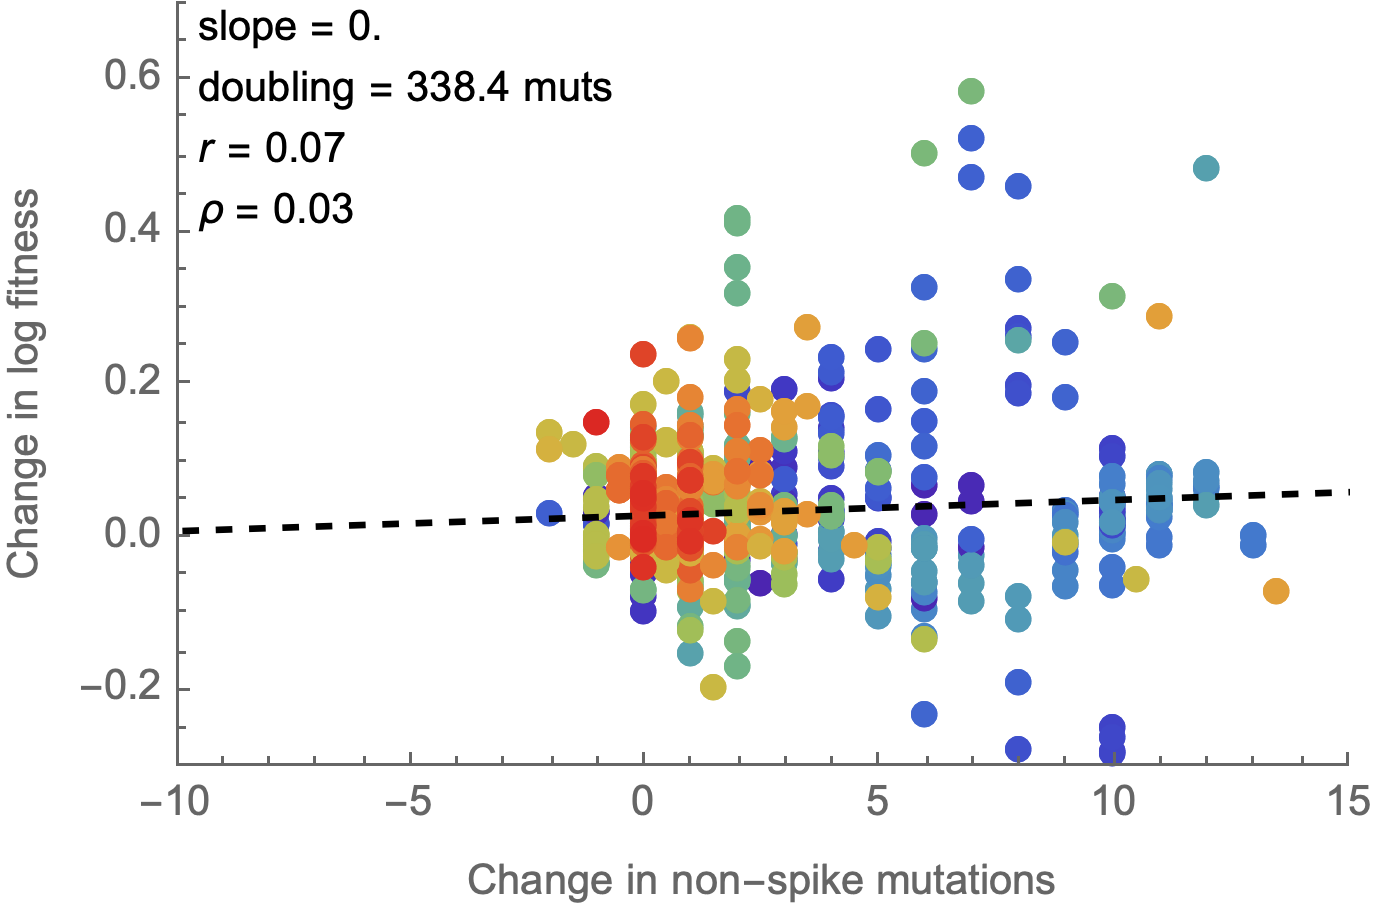 slope = 0.
doubling = 338.4 muts
r = 0.07
ρ = 0.03
0.6
0.4
0.2
0.0
−0.2
Change in log fitness
−10
−5
0
5
10
15
Change in non−spike mutations